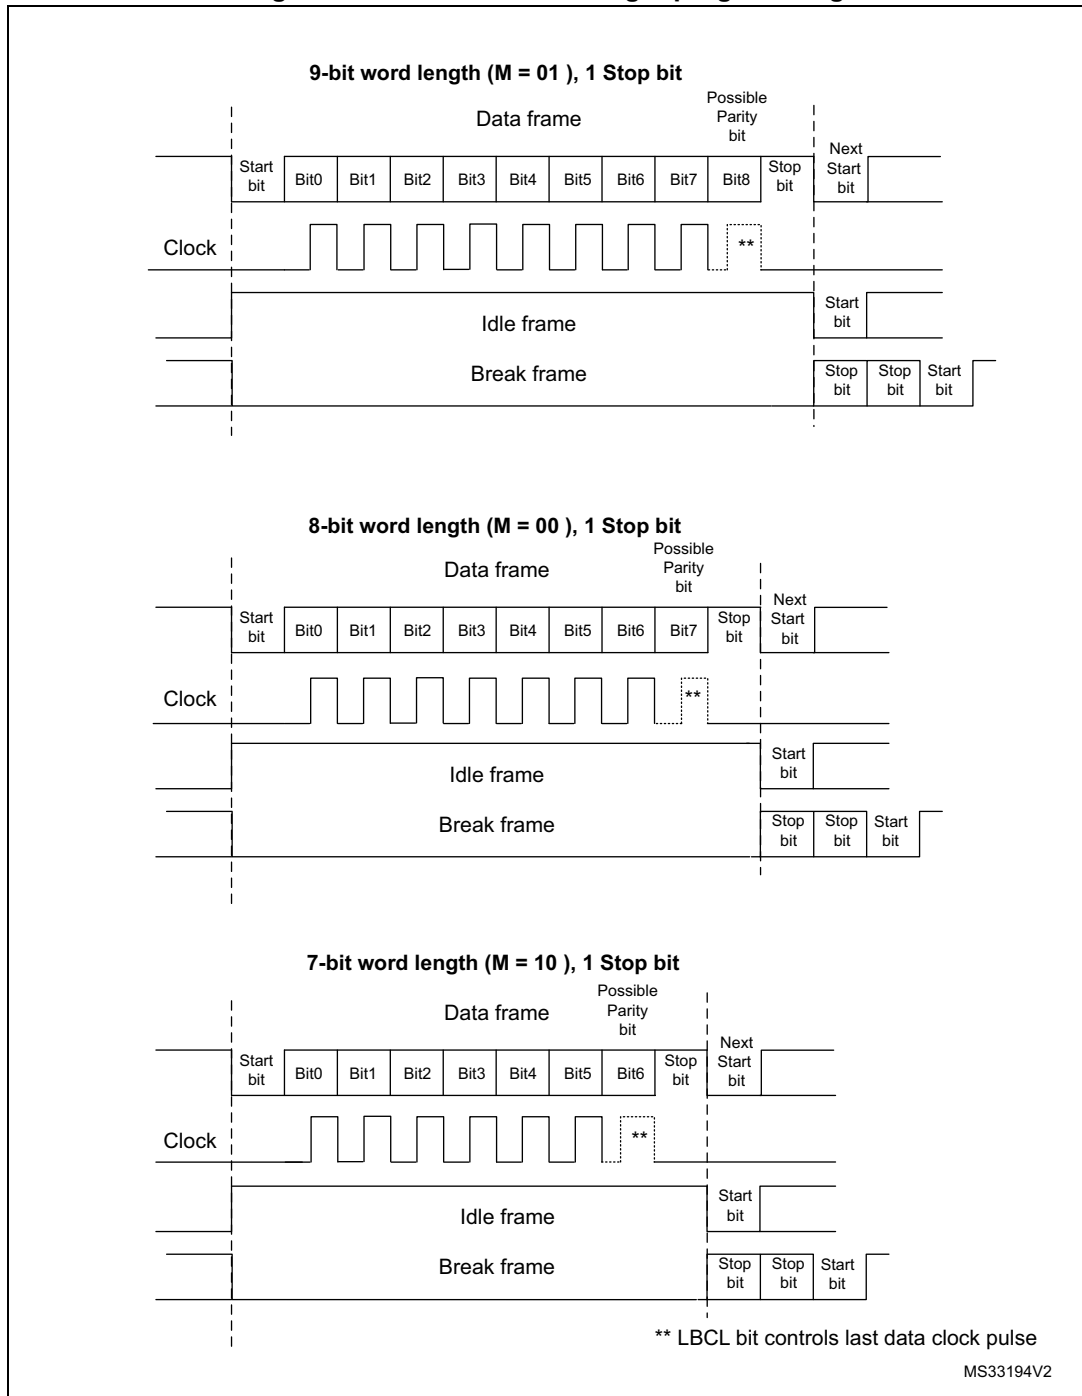 9-bit word length (M = 01 ), 1 Stop bit
Data frame
Possible
Parity
bit
Start
bit
Bit0 Bit1 Bit2 Bit3 Bit4 Bit5 Bit6 Bit7 Bit8
Stop
bit
Next
Start
bit
Clock
**
Idle frame
Start
bit
Break frame
Stop
bit
Stop
bit
Start
bit
8-bit word length (M = 00 ), 1 Stop bit
Data frame
Possible
Parity
bit
Start
bit
Bit0 Bit1 Bit2 Bit3 Bit4 Bit5 Bit6 Bit7
Stop
bit
Next
Start
bit
Clock
**
Idle frame
Start
bit
Break frame
Stop
bit
Stop
bit
Start
bit
7-bit word length (M = 10 ), 1 Stop bit
Data frame
Possible
Parity
bit
Start
bit
Bit0 Bit1 Bit2 Bit3 Bit4 Bit5 Bit6
Stop
bit
Next
Start
bit
Clock
**
Idle frame
Start
bit
Break frame
Stop
bit
Stop
bit
Start
bit
** LBCL bit controls last data clock pulse
MS33194V2